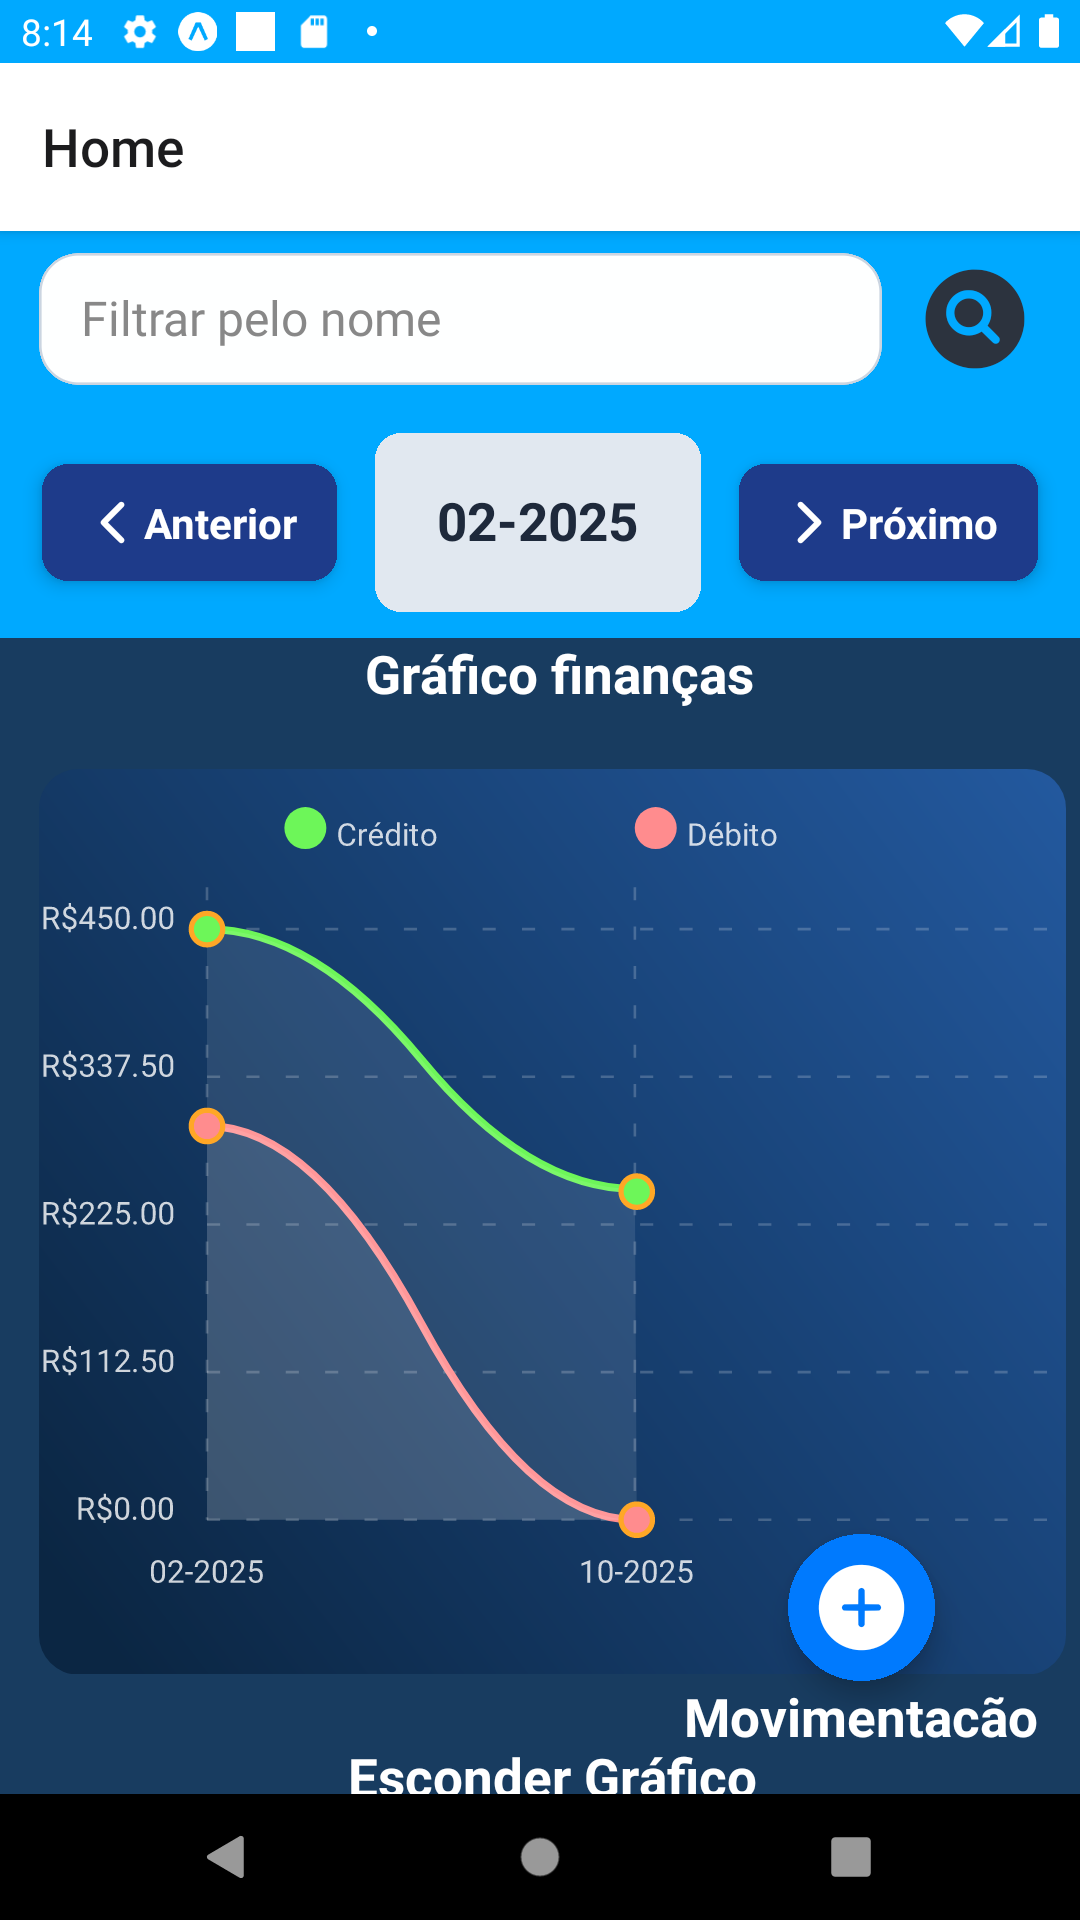 8:14
Home
Filtrar pelo nome
Anterior
02-2025
Próximo
Gráfico finanças
Crédito
Débito
R$450.00
R$337.50
R$225.00
R$112.50
R$0.00
02-2025
10-2025
Movimentacão
Esconder Gráfico